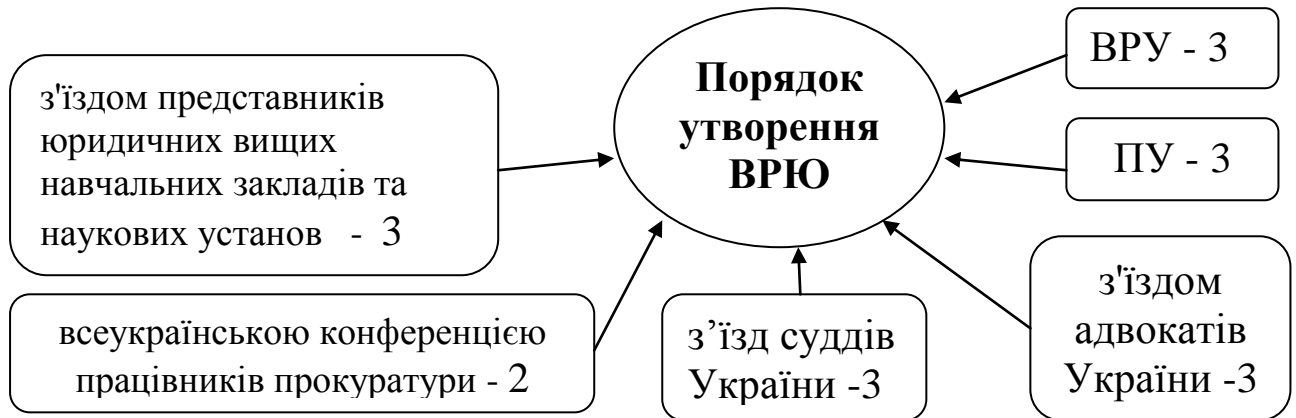 Порядок
утворення
ВРЮ
ВРУ - 3
ПУ - 3
з'їздом представників
юридичних вищих
навчальних закладів та
наукових установ - 3
всеукраїнською конференцією
працівників прокуратури - 2
з’їзд суддів
України -3
з'їздом
адвокатів
України -3